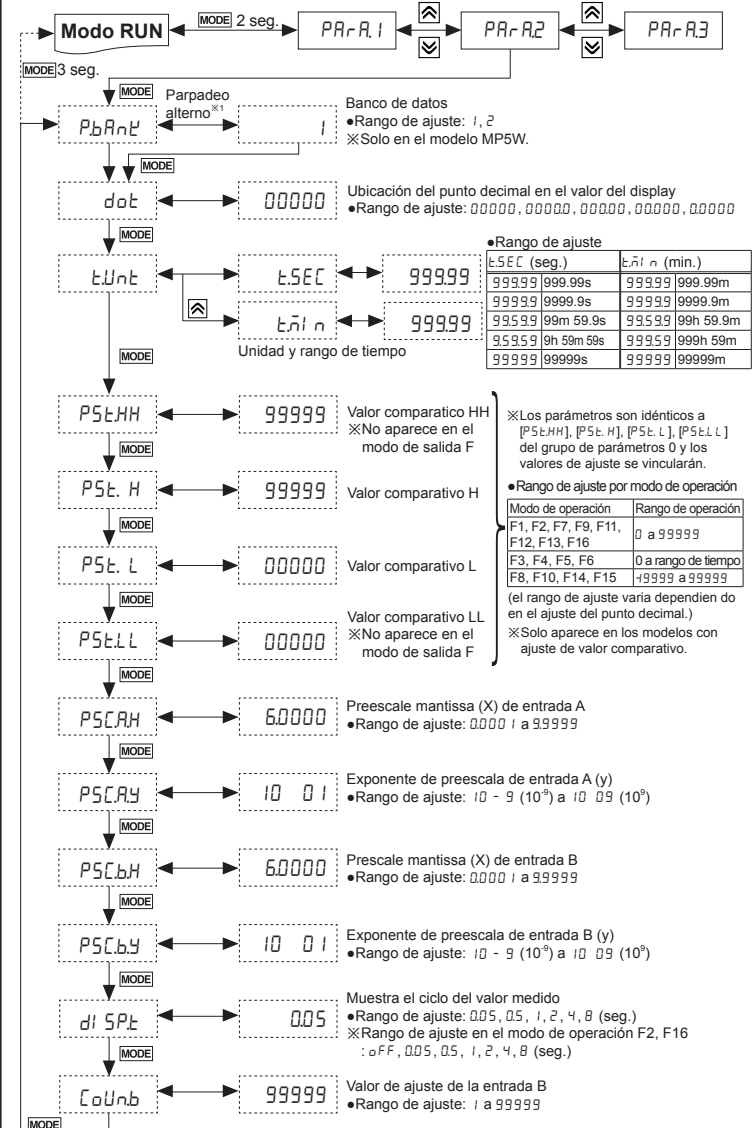 Modo RUN
MODE 2 seg.
PArA.1
PArA.2
PArA.3
MODE 3 seg.
MODE
Parpadeo
alterno※1
P.bAnK
1
Banco de datos
●Rango de ajuste: 1, 2
※Solo en el modelo MP5W.
MODE
dot
00000
Ubicación del punto decimal en el valor del display
●Rango de ajuste: 00000, 0000.0, 000.00, 00.000, 0.0000
MODE
t.Unt
t.SEC
999.99
t.mIn
999.99
Unidad y rango de tiempo
●Rango de ajuste
t.SEC (seg.) t.mIn (min.)
999.99 999.99s 999.99 999.99m
9999.9 9999.9s 9999.9 9999.9m
99.59.9 99m 59.9s 99.59.9 99h 59.9m
9.59.59 9h 59m 59s 999.59 999h 59m
99999 99999s 99999 99999m
MODE
PSt.HH
99999
Valor comparatico HH
※No aparece en el
modo de salida F
MODE
PSt. H
99999
Valor comparativo H
MODE
PSt. L
00000
Valor comparativo L
MODE
PSt.LL
00000
Valor comparativo LL
※No aparece en el
modo de salida F
※Los parámetros son idénticos a
[PSt.HH], [PSt. H], [PSt. L], [PSt.LL]
del grupo de parámetros 0 y los
valores de ajuste se vincularán.
●Rango de ajuste por modo de operación
Modo de operación Rango de operación
F1, F2, F7, F9, F11,
F12, F13, F16
0 a 99999
F3, F4, F5, F6 0 a rango de tiempo
F8, F10, F14, F15 -19999 a 99999
(el rango de ajuste varia dependien do
en el ajuste del punto decimal.)
※Solo aparece en los modelos con
ajuste de valor comparativo.
MODE
PSC.A.H
6.0000
Preescale mantissa (X) de entrada A
●Rango de ajuste: 0.0001 a 9.9999
MODE
PSC.A.y
10 01
Exponente de preescala de entrada A (y)
●Rango de ajuste: 10 - 9 (10⁻⁹) a 10 09 (10⁹)
MODE
PSC.b.H
6.0000
Prescale mantissa (X) de entrada B
●Rango de ajuste: 0.0001 a 9.9999
MODE
PSC.b.y
10 01
Exponente de preescala de entrada B (y)
●Rango de ajuste: 10 - 9 (10⁻⁹) a 10 09 (10⁹)
MODE
dISP.t
0.05
Muestra el ciclo del valor medido
●Rango de ajuste: 0.05, 0.5, 1, 2, 4, 8 (seg.)
※Rango de ajuste en el modo de operación F2, F16
: oFF, 0.05, 0.5, 1, 2, 4, 8 (seg.)
MODE
CoUn.b
99999
Valor de ajuste de la entrada B
●Rango de ajuste: 1 a 99999
MODE